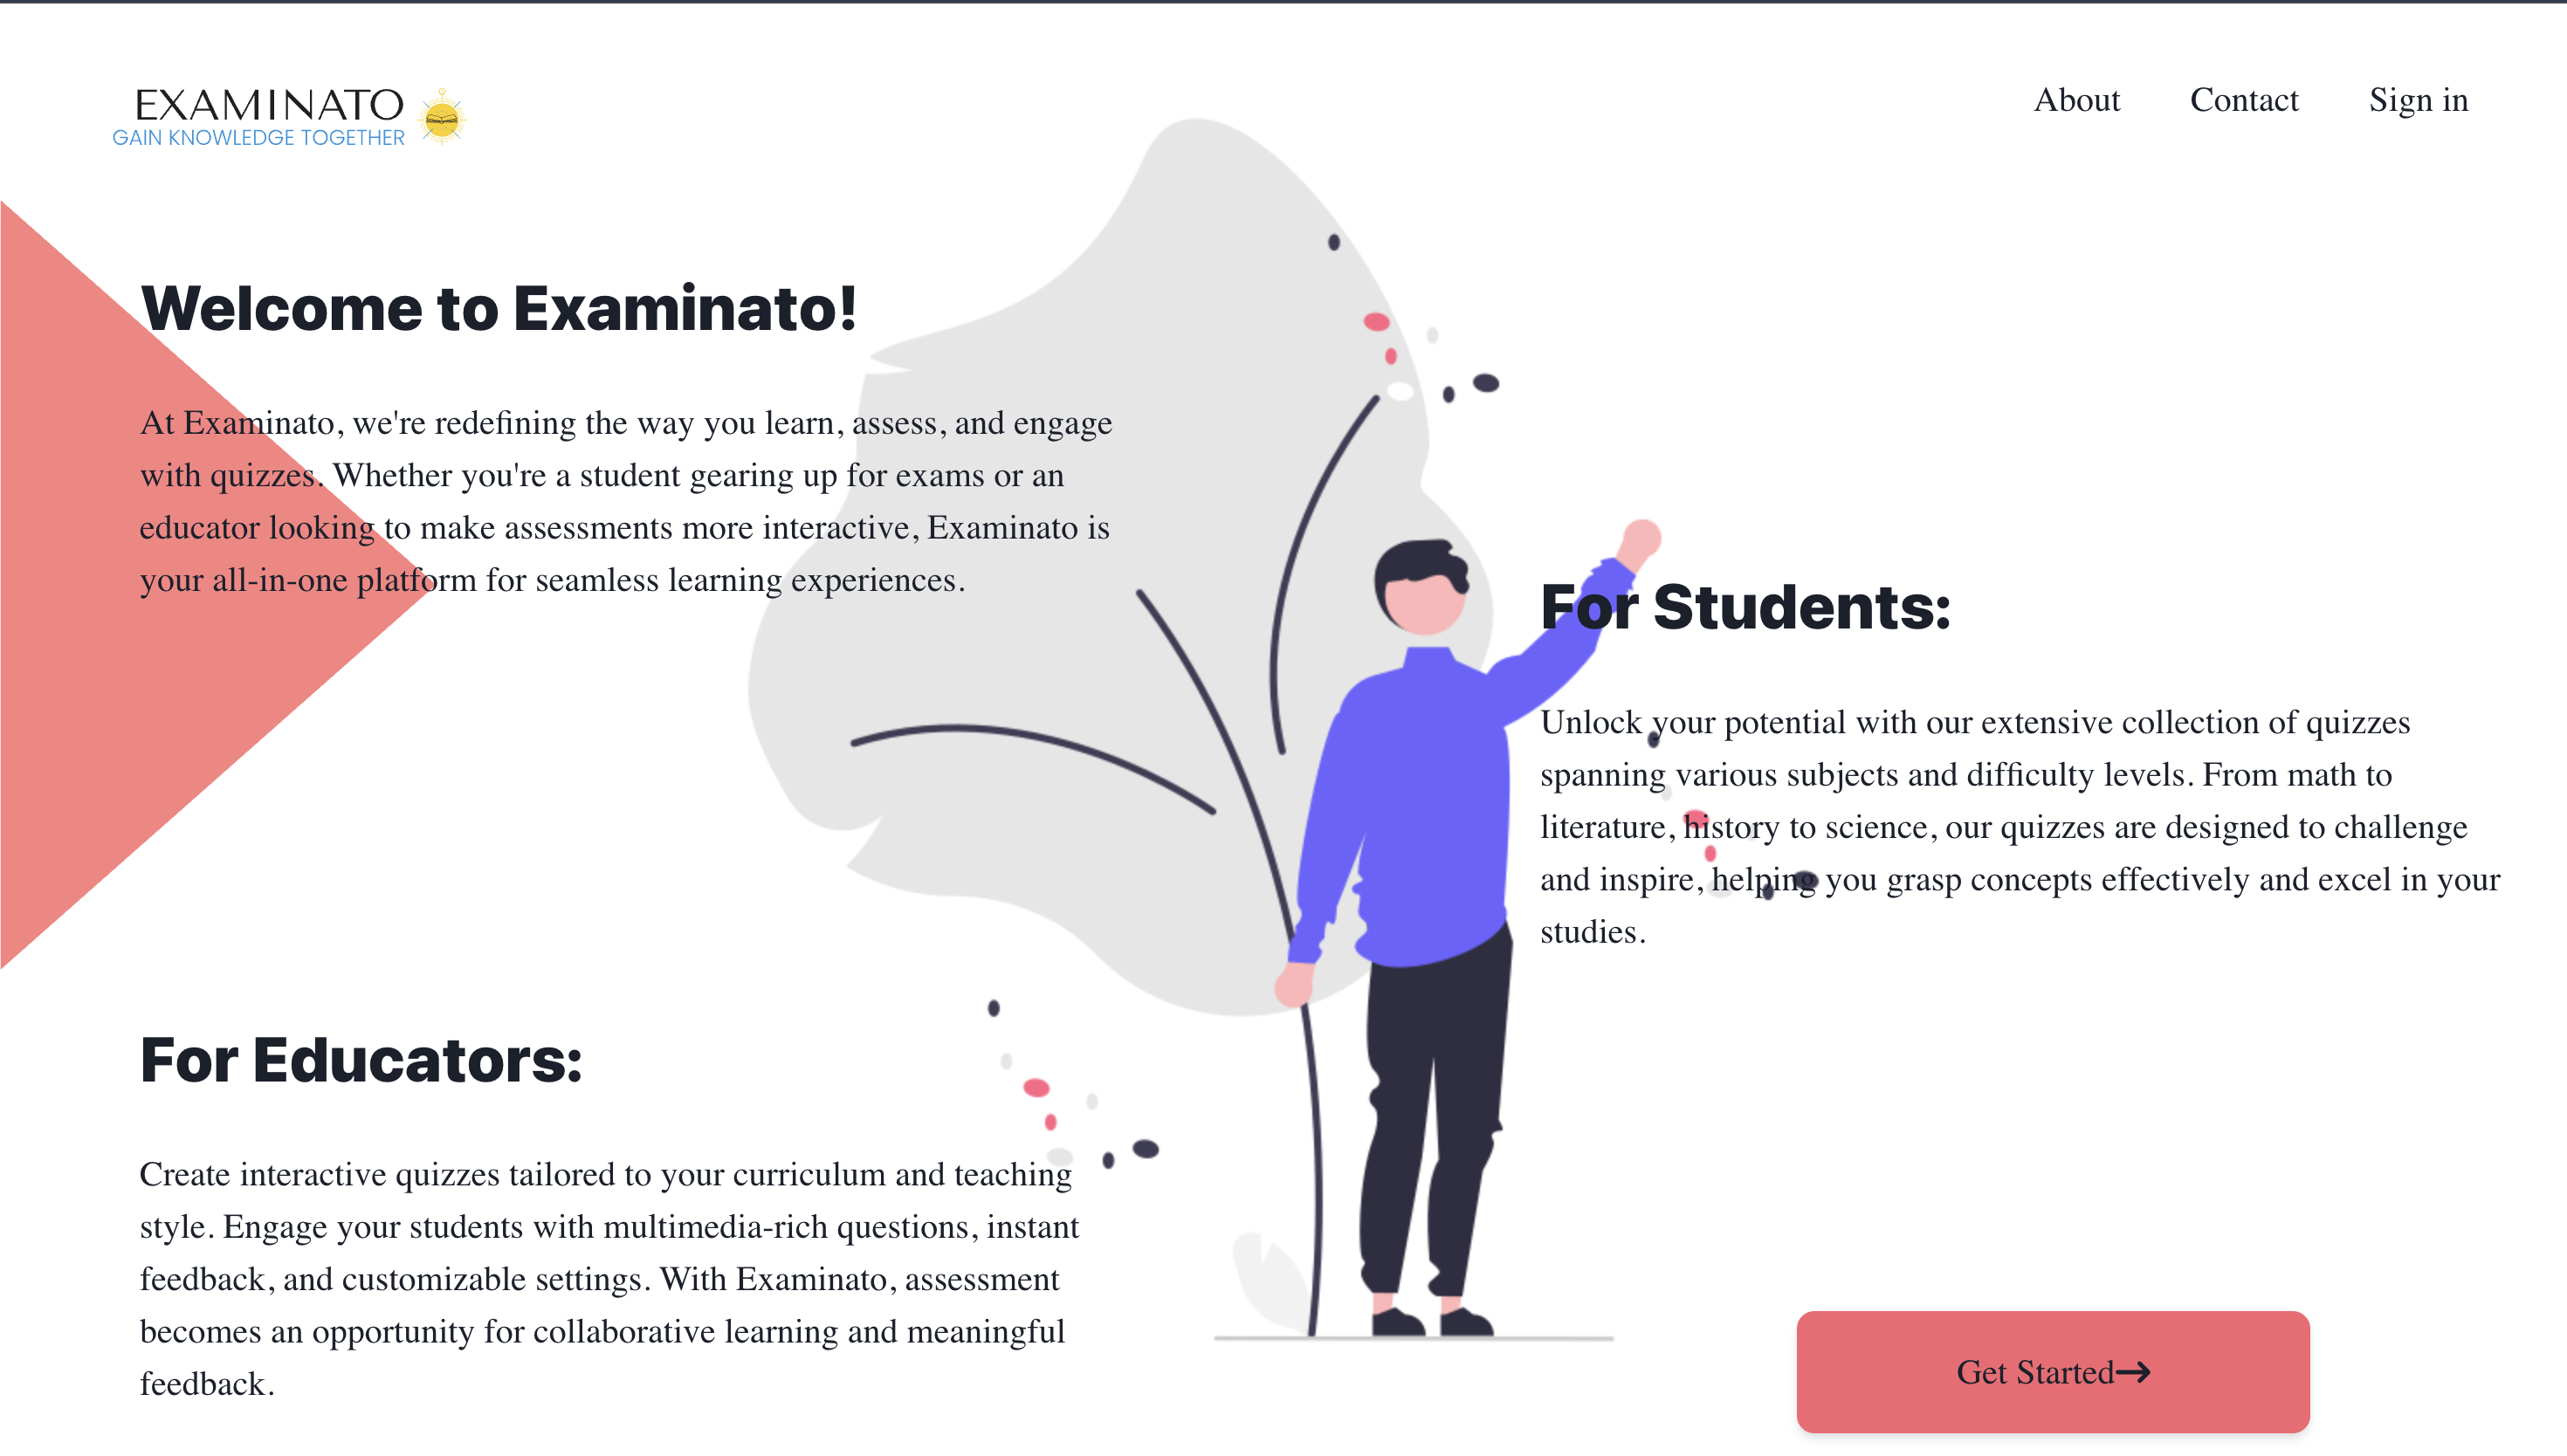 EXAMINATO
GAIN KNOWLEDGE TOGETHER
About
Contact
Sign in
Welcome to Examinato!
At Examinato, we're redefining the way you learn, assess, and engage
with quizzes. Whether you're a student gearing up for exams or an
educator looking to make assessments more interactive, Examinato is
your all-in-one platform for seamless learning experiences.
For Students:
Unlock your potential with our extensive collection of quizzes
spanning various subjects and difficulty levels. From math to
literature, history to science, our quizzes are designed to challenge
and inspire, helping you grasp concepts effectively and excel in your
studies.
For Educators:
Create interactive quizzes tailored to your curriculum and teaching
style. Engage your students with multimedia-rich questions, instant
feedback, and customizable settings. With Examinato, assessment
becomes an opportunity for collaborative learning and meaningful
feedback.
Get Started→